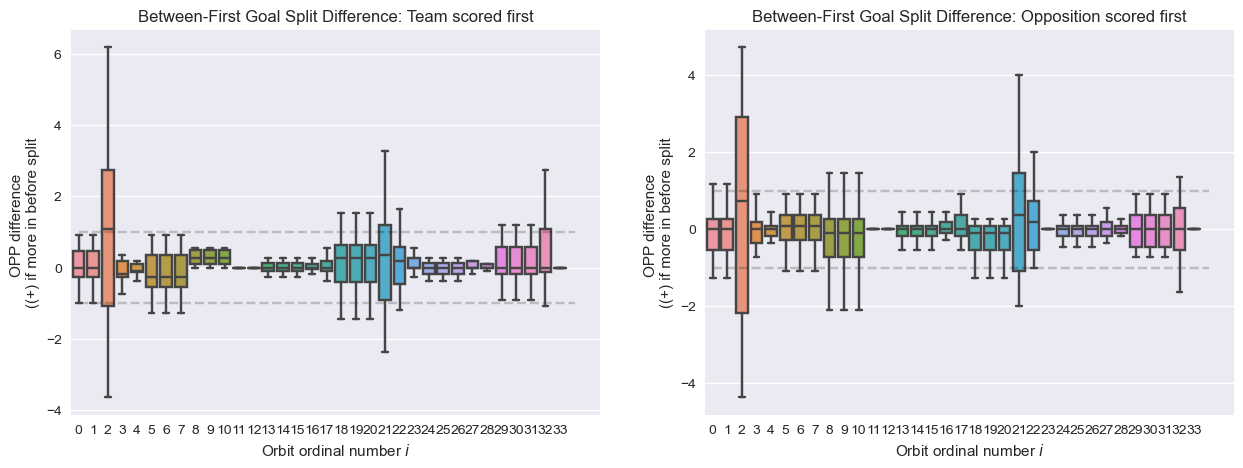 Between-First Goal Split Difference: Team scored first
OPP difference
((+) if more in before split
6
4
2
0
−2
−4
0 1 2 3 4 5 6 7 8 9 10 11 12 13 14 15 16 17 18 19 20 21 22 23 24 25 26 27 28 29 30 31 32 33
Orbit ordinal number i
Between-First Goal Split Difference: Opposition scored first
OPP difference
((+) if more in before split
4
2
0
−2
−4
0 1 2 3 4 5 6 7 8 9 10 11 12 13 14 15 16 17 18 19 20 21 22 23 24 25 26 27 28 29 30 31 32 33
Orbit ordinal number i